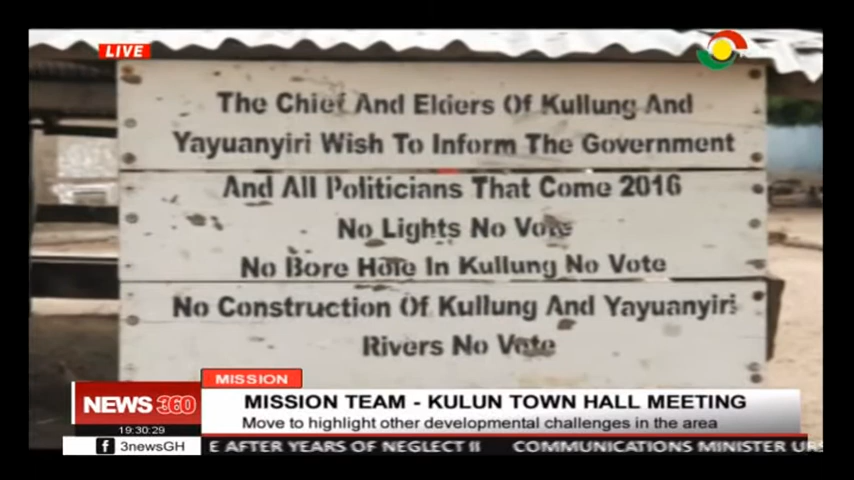 LIVE
The Chief And Elders Of Kullung And
Yayuanyiri Wish To Inform The Government
And All Politicians That Come 2016
No Lights No Vote
No Bore Hole In Kullung No Vote
No Construction Of Kullung And Yayuanyiri
Rivers No Vote
MISSION
NEWS 360
MISSION TEAM - KULUN TOWN HALL MEETING
Move to highlight other developmental challenges in the area
19:30:29
3newsGH
E AFTER YEARS OF NEGLECT II COMMUNICATIONS MINISTER URS